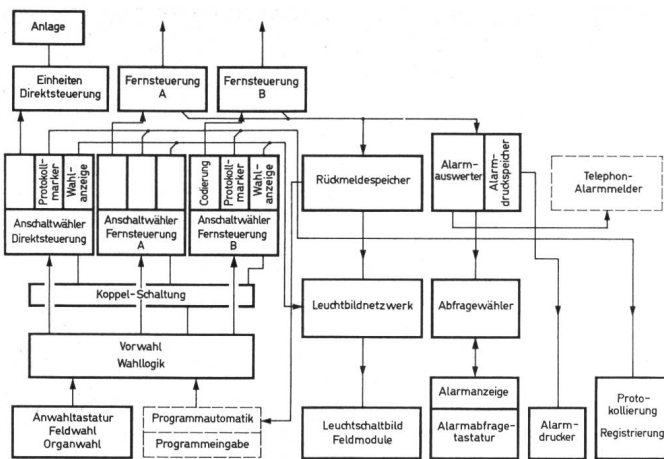 Anlage
Einheiten
Direktsteuerung
Fernsteuerung
A
Fernsteuerung
B
Protokoll-
marker
Wahl-
anzeige
Anschaltwähler
Direktsteuerung
Anschaltwähler
Fernsteuerung
A
Codierung
Protokoll-
marker
Wahl-
anzeige
Anschaltwähler
Fernsteuerung
B
Rückmeldespeicher
Alarm-
auswerter
Alarm-
druckspeicher
Telephon-
Alarmmelder
Koppel-Schaltung
Leuchtbildnetzwerk
Abfragewähler
Vorwahl
Wahllogik
Anwahltastatur
Feldwahl
Organwahl
Programmautomatik
Programmeingabe
Leuchtschaltbild
Feldmodule
Alarmanzeige
Alarmabfrage-
tastatur
Alarm-
drucker
Proto-
kollierung
Registrierung